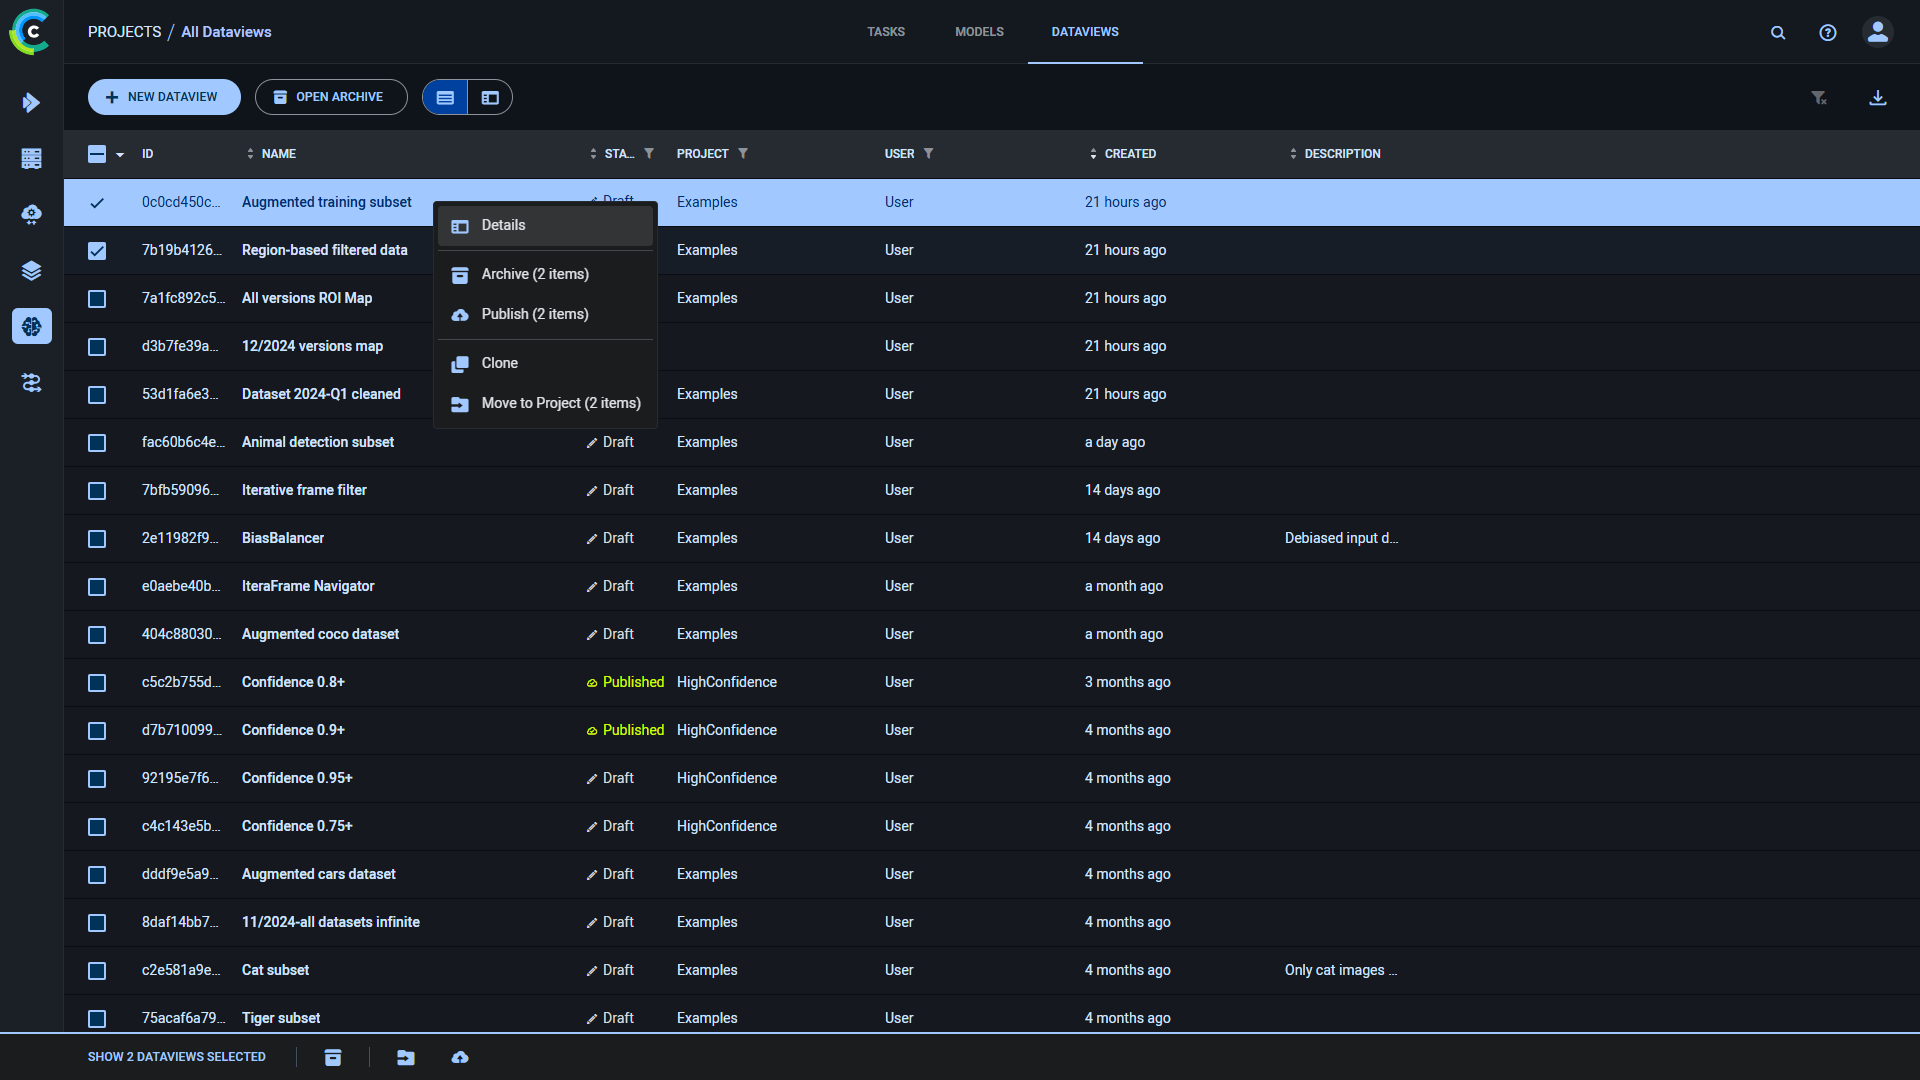 PROJECTS / All Dataviews
TASKS MODELS DATAVIEWS
NEW DATAVIEW OPEN ARCHIVE
ID NAME STA... PROJECT USER CREATED DESCRIPTION
0c0cd450c... Augmented training subset Draft Examples User 21 hours ago
Details
7b19b4126... Region-based filtered data Examples User 21 hours ago
Archive (2 items)
7a1fc892c5... All versions ROI Map Examples User 21 hours ago
Publish (2 items)
d3b7fe39a... 12/2024 versions map User 21 hours ago
Clone
53d1fa6e3... Dataset 2024-Q1 cleaned Examples User 21 hours ago
Move to Project (2 items)
fac60b6c4e... Animal detection subset Draft Examples User a day ago
7bfb59096... Iterative frame filter Draft Examples User 14 days ago
2e11982f9... BiasBalancer Draft Examples User 14 days ago Debiased input d...
e0aebe40b... IteraFrame Navigator Draft Examples User a month ago
404c88030... Augmented coco dataset Draft Examples User a month ago
c5c2b755d... Confidence 0.8+ Published HighConfidence User 3 months ago
d7b710099... Confidence 0.9+ Published HighConfidence User 4 months ago
92195e7f6... Confidence 0.95+ Draft HighConfidence User 4 months ago
c4c143e5b... Confidence 0.75+ Draft HighConfidence User 4 months ago
dddf9e5a9... Augmented cars dataset Draft Examples User 4 months ago
8daf14bb7... 11/2024-all datasets infinite Draft Examples User 4 months ago
c2e581a9e... Cat subset Draft Examples User 4 months ago Only cat images ...
75acaf6a79... Tiger subset Draft Examples User 4 months ago
SHOW 2 DATAVIEWS SELECTED